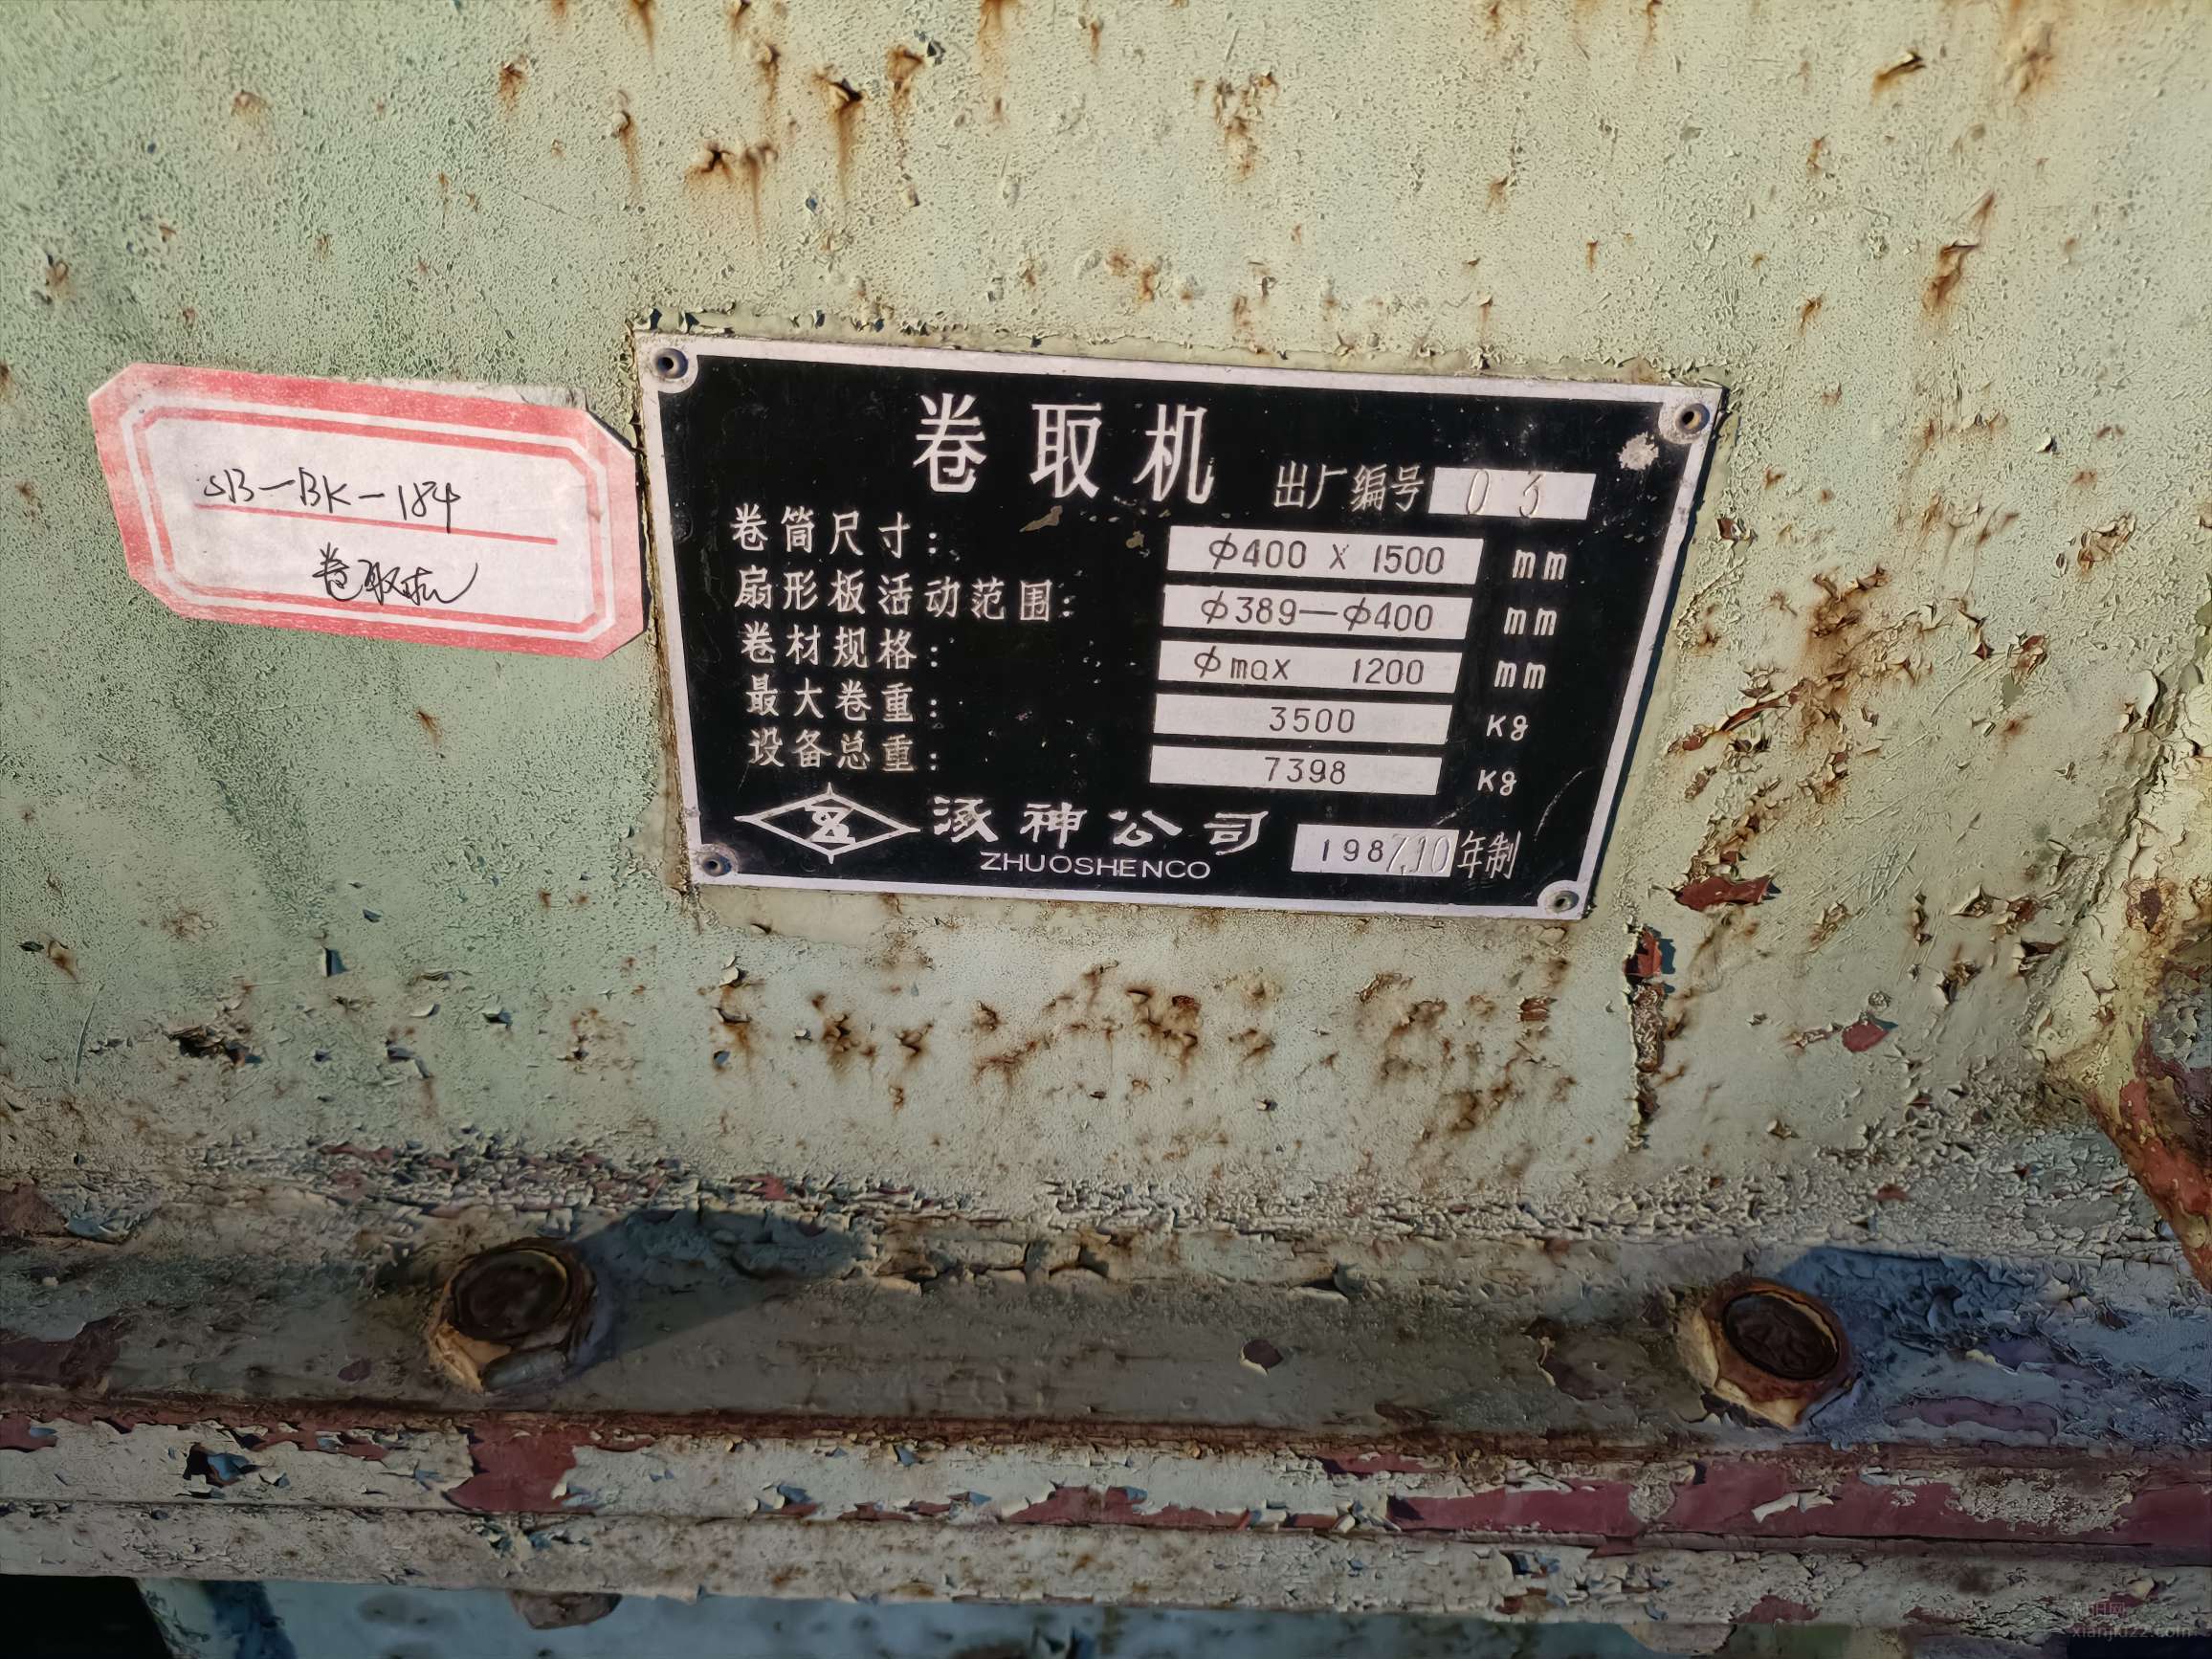 SB-BK-184
卷取机
卷取机
出厂编号 03
卷筒尺寸: φ400 X 1500 mm
扇形板活动范围: φ389—φ400 mm
卷材规格: φmax 1200 mm
最大卷重: 3500 Kg
设备总重: 7398 Kg
涿神公司
ZHUOSHENCO
1987.10年制
xianjiu22.com